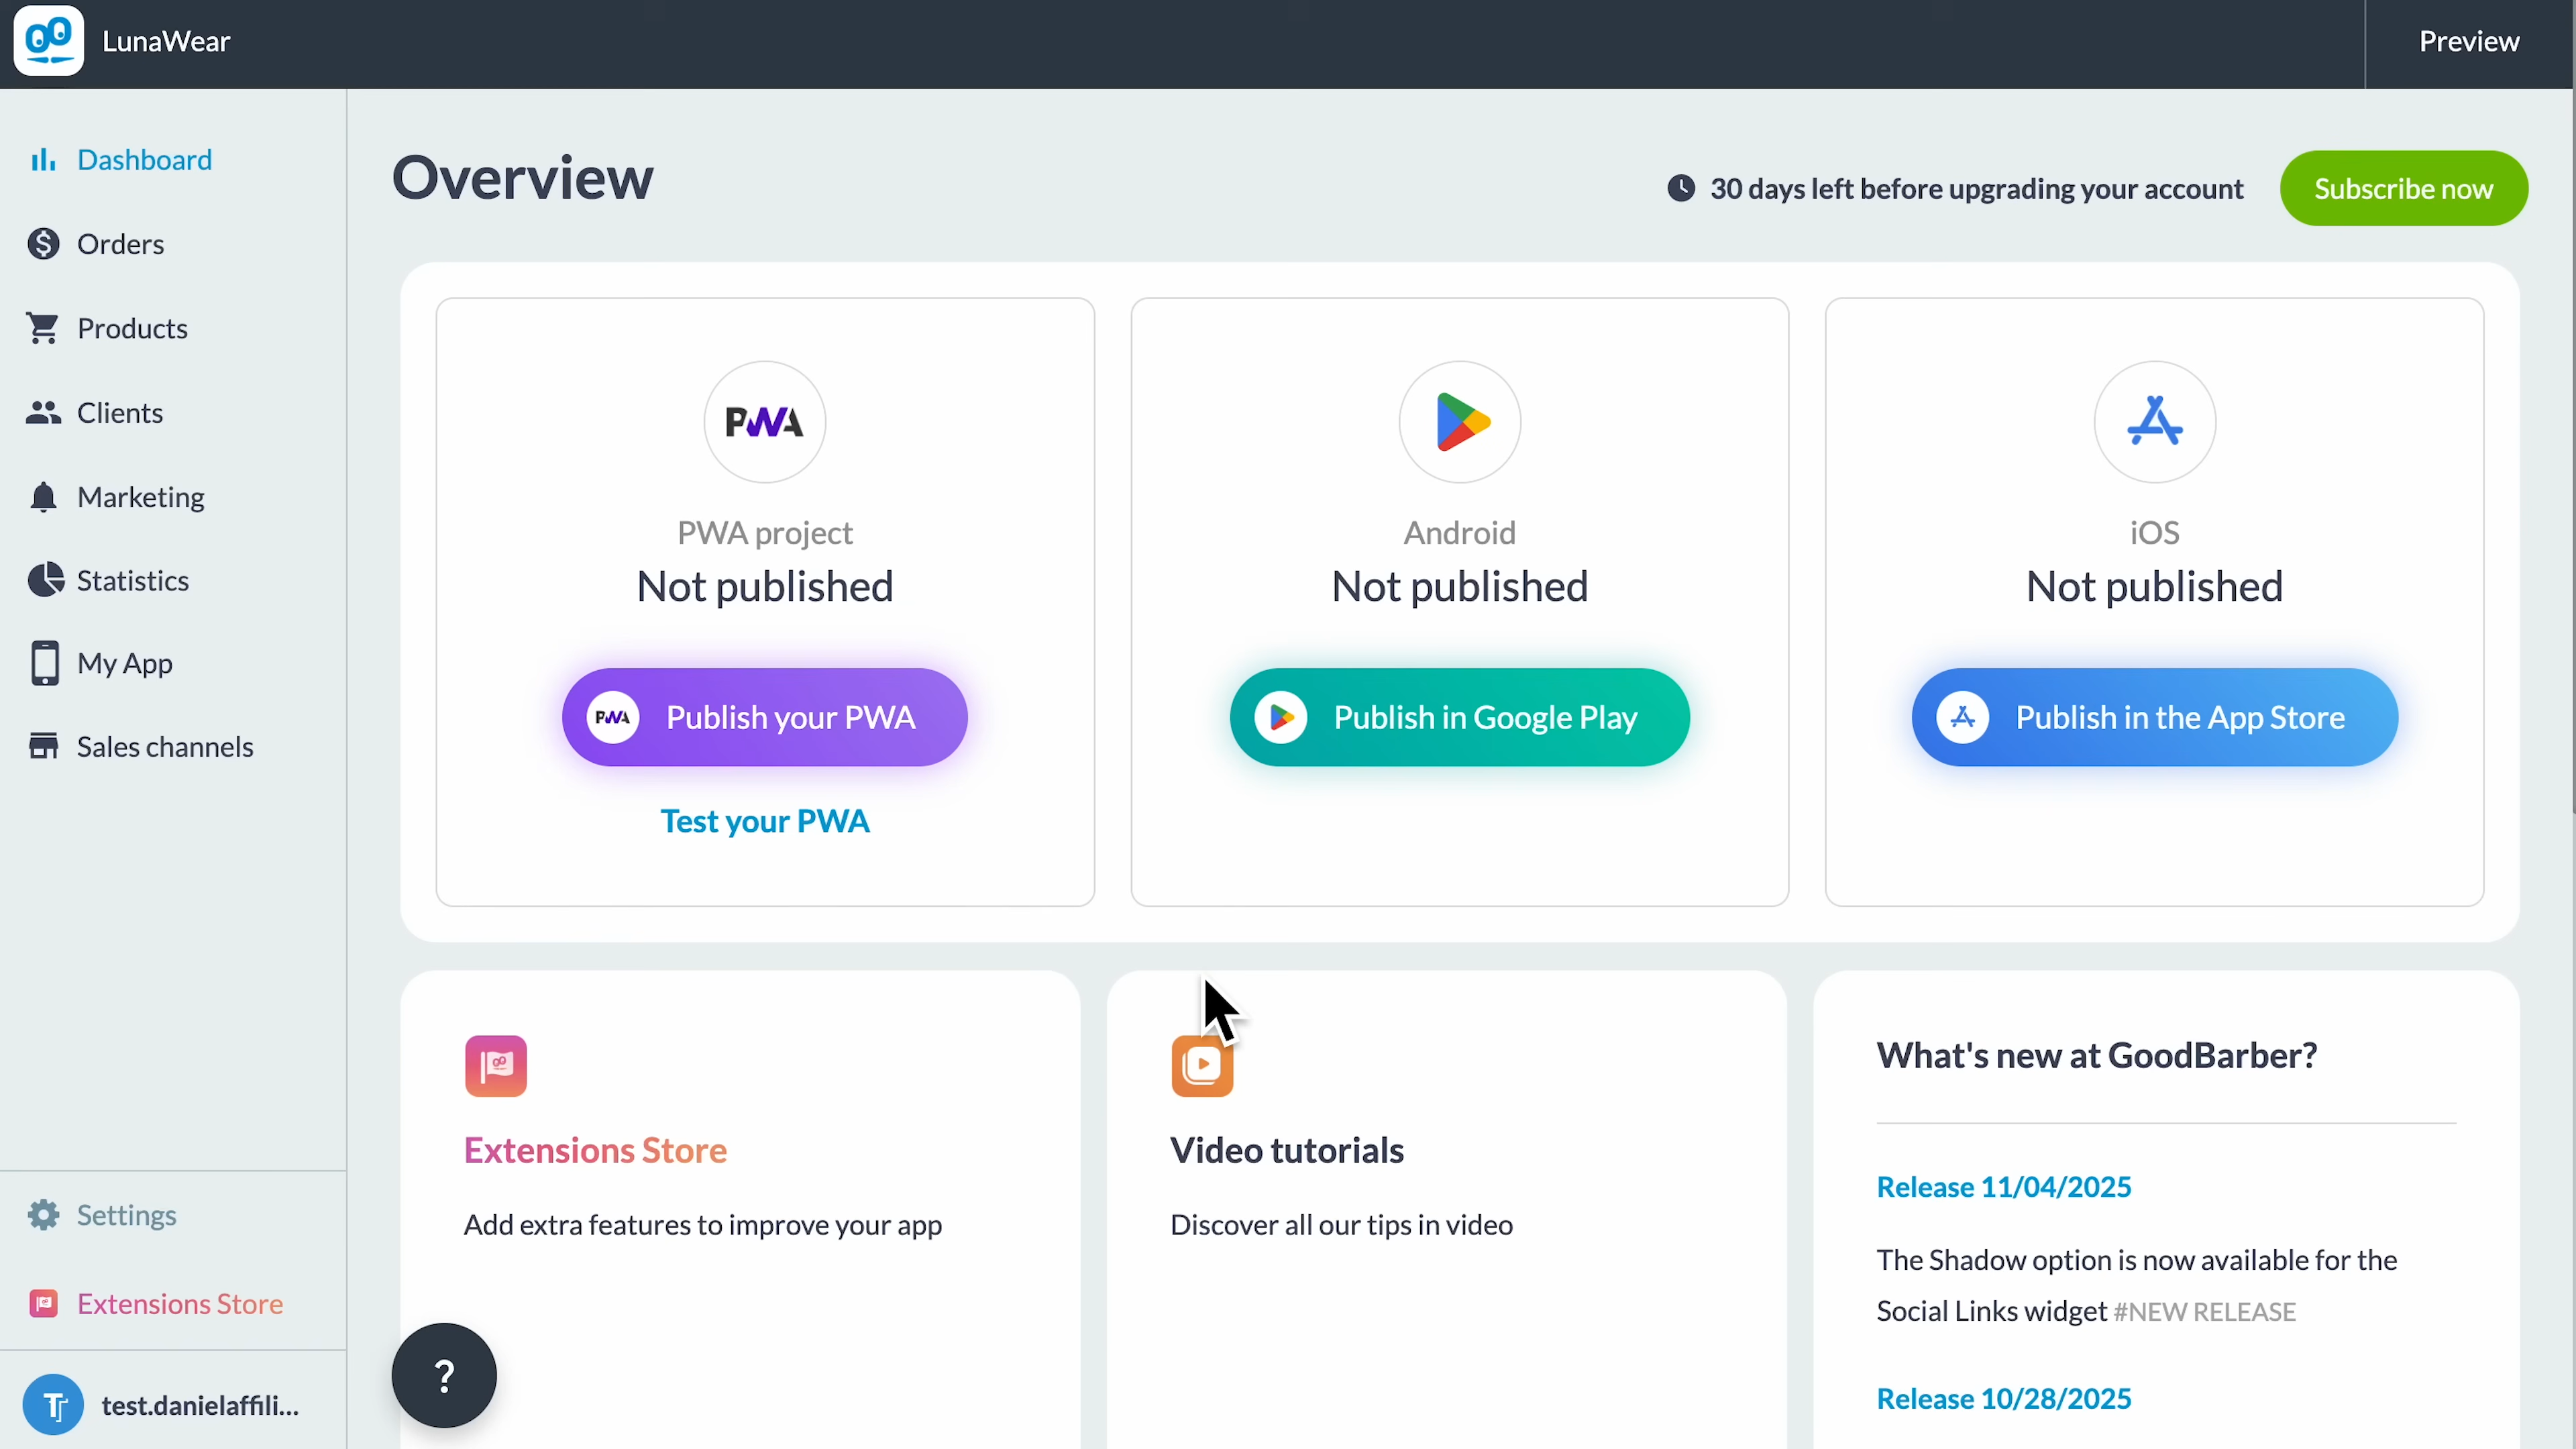 LunaWear
Preview
Dashboard
Orders
Products
Clients
Marketing
Statistics
My App
Sales channels
Settings
Extensions Store
test.danielaffili...
Overview
30 days left before upgrading your account
Subscribe now
PWA
PWA project
Not published
PWA
Publish your PWA
Test your PWA
Android
Not published
Publish in Google Play
iOS
Not published
Publish in the App Store
Extensions Store
Add extra features to improve your app
?
Video tutorials
Discover all our tips in video
What's new at GoodBarber?
Release 11/04/2025
The Shadow option is now available for the
Social Links widget #NEW RELEASE
Release 10/28/2025